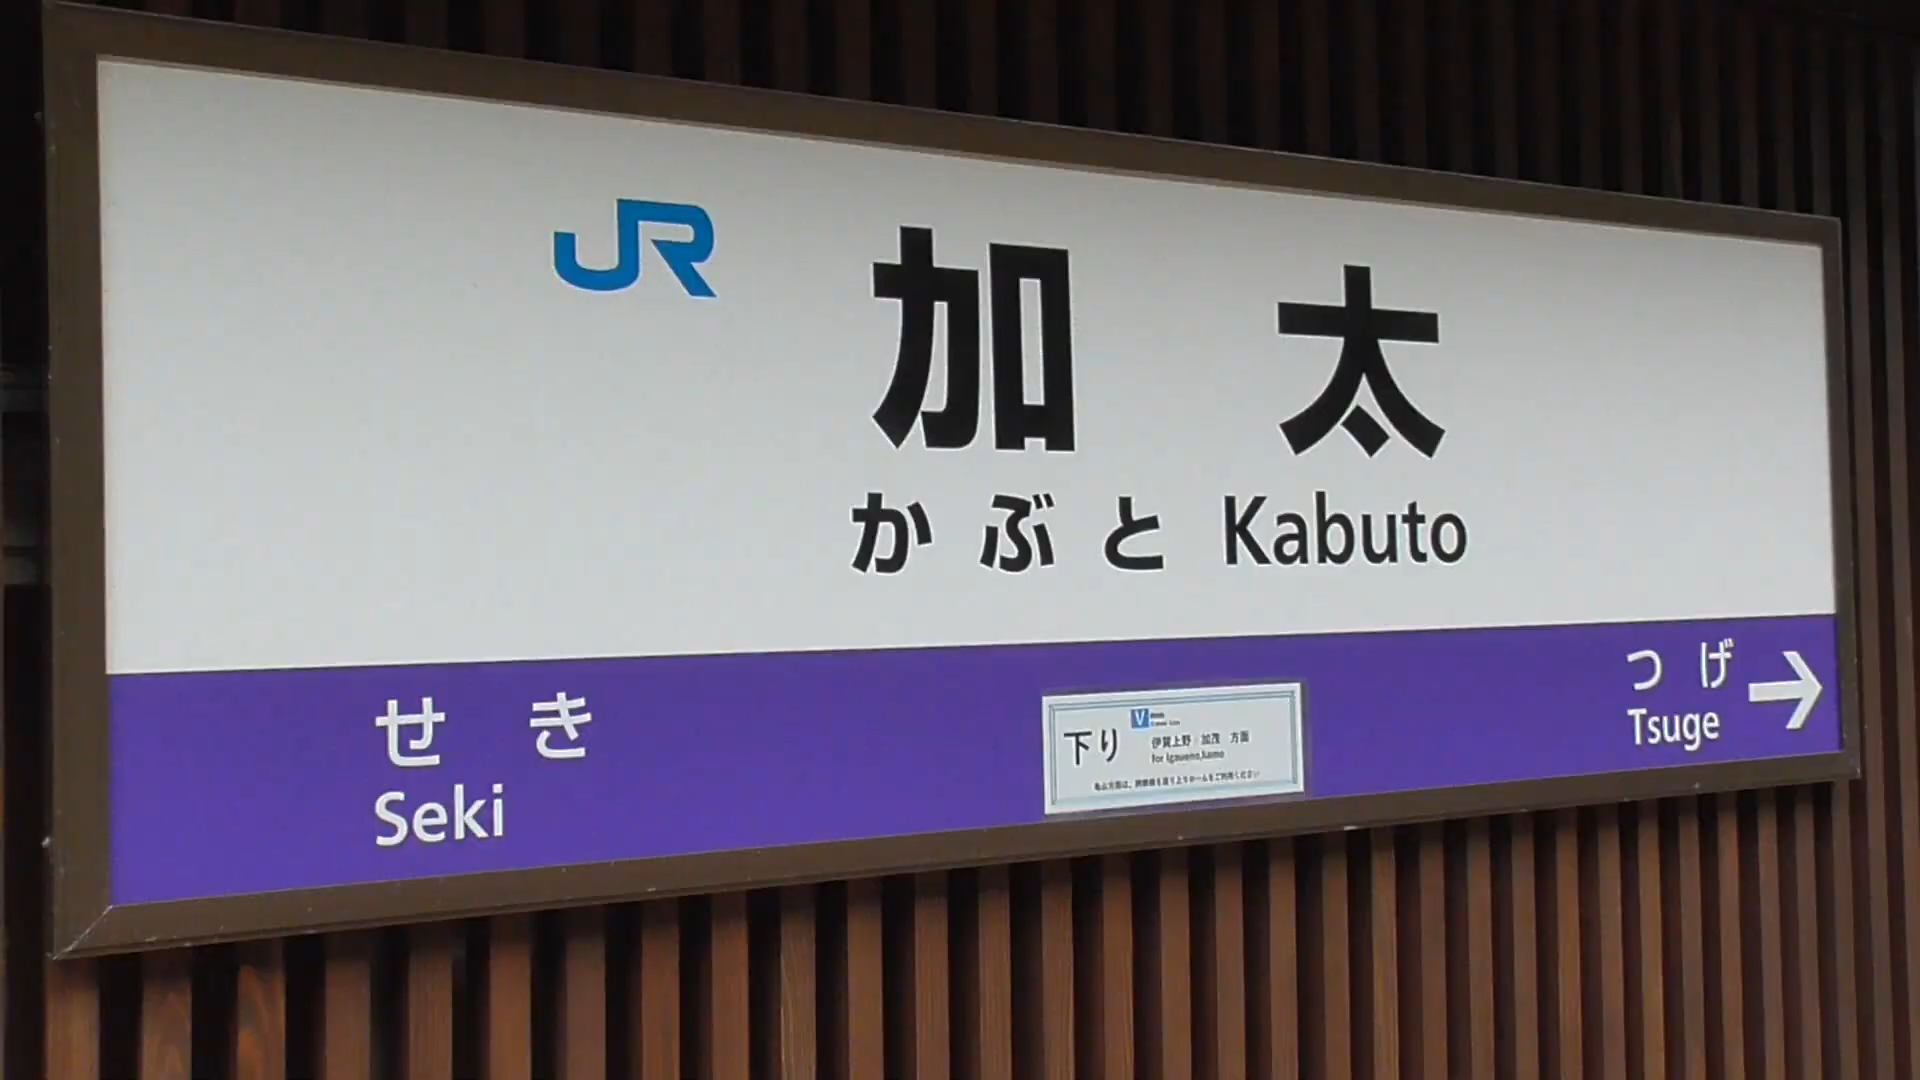 JR
加太
かぶと Kabuto
せき
Seki
下り
V
伊賀上野 加茂 方面
for Igaueno,kamo
つげ
Tsuge →